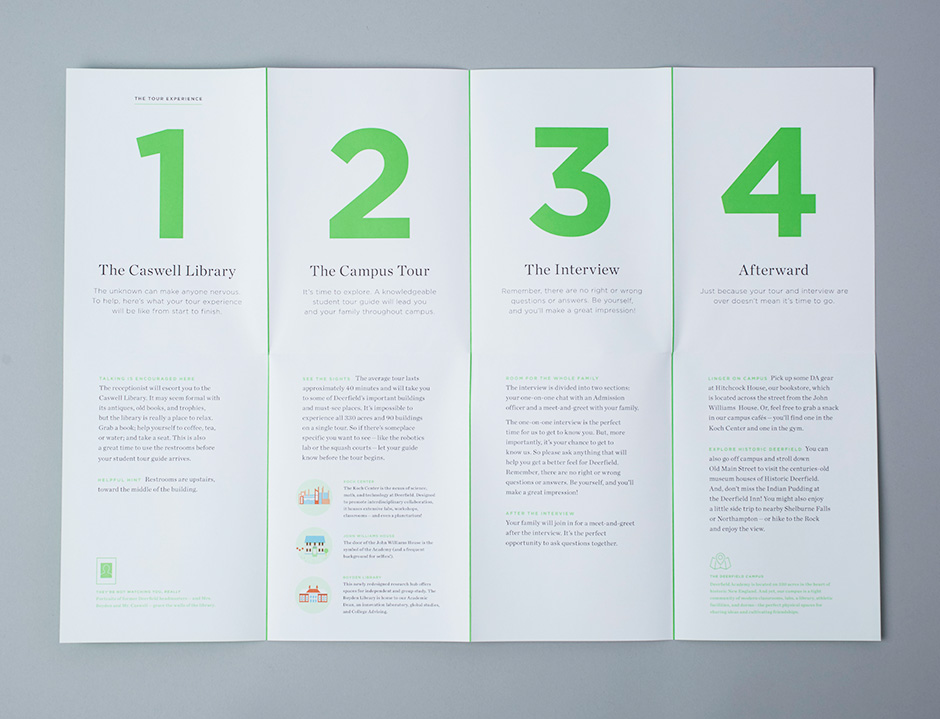 THE TOUR EXPERIENCE
1
The Caswell Library
The unknown can make anyone nervous.
To help, here's what your tour experience
will be like from start to finish.
TALKING IS ENCOURAGED HERE
The receptionist will escort you to the
Caswell Library. It may seem formal with
its antiques, old books, and trophies,
but the library is really a place to relax.
Grab a book; help yourself to coffee, tea,
or water; and take a seat. This is also
a great time to use the restrooms before
your student tour guide arrives.
HELPFUL HINT Restrooms are upstairs,
toward the middle of the building.
THEY'RE NOT WATCHING YOU, REALLY
2
The Campus Tour
It's time to explore. A knowledgeable
student tour guide will lead you
and your family throughout campus.
SEE THE SIGHTS The average tour lasts
approximately 40 minutes and will take you
to some of Deerfield's important buildings
and must-see places. It's impossible to
experience all 330 acres and 90 buildings
on a single tour. So if there's someplace
specific you want to see—like the robotics
lab or the squash courts—let your guide
know before the tour begins.
KOCH CENTER
The Koch Center is the nexus of science,
math, and technology at Deerfield. Designed
to promote interdisciplinary collaboration,
it houses extensive labs, workshops,
classrooms—and even a planetarium!
JOHN WILLIAMS HOUSE
The door of the John Williams House is the
symbol of the Academy (and a frequent
background for selfies!).
BOYDEN LIBRARY
This newly redesigned research hub offers
spaces for independent and group study. The
Boyden Library is home to our Academic
Dean, an innovation laboratory, global studies,
and College Advising.
3
The Interview
Remember, there are no right or wrong
questions or answers. Be yourself,
and you'll make a great impression!
ROOM FOR THE WHOLE FAMILY
The interview is divided into two sections:
your one-on-one chat with an Admission
officer and a meet-and-greet with your family.
The one-on-one interview is the perfect
time for us to get to know you. But, more
importantly, it's your chance to get to
know us. So please ask anything that will
help you get a better feel for Deerfield.
Remember, there are no right or wrong
questions or answers. Be yourself, and you'll
make a great impression!
AFTER THE INTERVIEW
Your family will join in for a meet-and-greet
after the interview. It's the perfect
opportunity to ask questions together.
4
Afterward
Just because your tour and interview are
over doesn't mean it's time to go.
LINGER ON CAMPUS Pick up some DA gear
at Hitchcock House, our bookstore, which
is located across the street from the John
Williams House. Or, feel free to grab a snack
in our campus cafés—you'll find one in the
Koch Center and one in the gym.
EXPLORE HISTORIC DEERFIELD You can
also go off campus and stroll down
Old Main Street to visit the centuries-old
museum houses of Historic Deerfield.
And, don't miss the Indian Pudding at
the Deerfield Inn! You might also enjoy
a little side trip to nearby Shelburne Falls
or Northampton—or hike to the Rock
and enjoy the view.
THE DEERFIELD CAMPUS